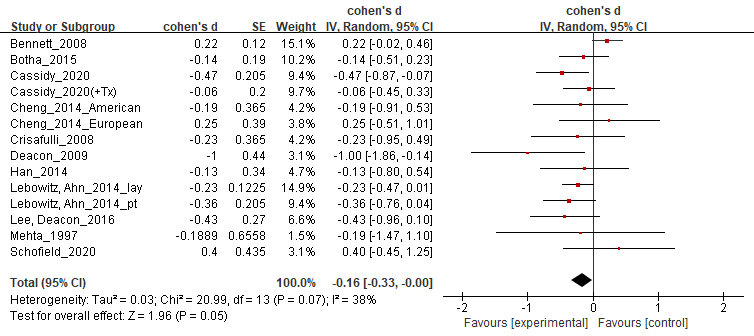 cohen's d cohen's d
Study or Subgroup cohen's d SE Weight IV, Random, 95% CI IV, Random, 95% CI
Bennett_2008 0.22 0.12 15.1% 0.22 [-0.02, 0.46]
Botha_2015 -0.14 0.19 10.2% -0.14 [-0.51, 0.23]
Cassidy_2020 -0.47 0.205 9.4% -0.47 [-0.87, -0.07]
Cassidy_2020(+Tx) -0.06 0.2 9.6% -0.06 [-0.45, 0.33]
Cheng_2014_American -0.19 0.365 4.2% -0.19 [-0.91, 0.53]
Cheng_2014_European 0.25 0.39 3.8% 0.25 [-0.51, 1.01]
Crisafulli_2008 -0.23 0.365 4.2% -0.23 [-0.95, 0.49]
Deacon_2009 -1 0.44 3.1% -1.00 [-1.86, -0.14]
Han_2014 -0.13 0.34 4.7% -0.13 [-0.80, 0.54]
Lebowitz, Ahn_2014_lay -0.23 0.1225 14.9% -0.23 [-0.47, 0.01]
Lebowitz, Ahn_2014_pt -0.36 0.205 9.4% -0.36 [-0.76, 0.04]
Lee, Deacon_2016 -0.43 0.27 6.6% -0.43 [-0.96, 0.10]
Mehta_1997 -0.1889 0.6558 1.5% -0.19 [-1.47, 1.10]
Schofield_2020 0.4 0.435 3.2% 0.40 [-0.45, 1.25]
Total (95% CI) 100.0% -0.16 [-0.33, -0.00]
Heterogeneity: Tau² = 0.03; Chi² = 20.99, df = 13 (P = 0.07); I² = 38%
Test for overall effect: Z = 1.96 (P = 0.05)
-2 -1 0 1 2
Favours [experimental] Favours [control]